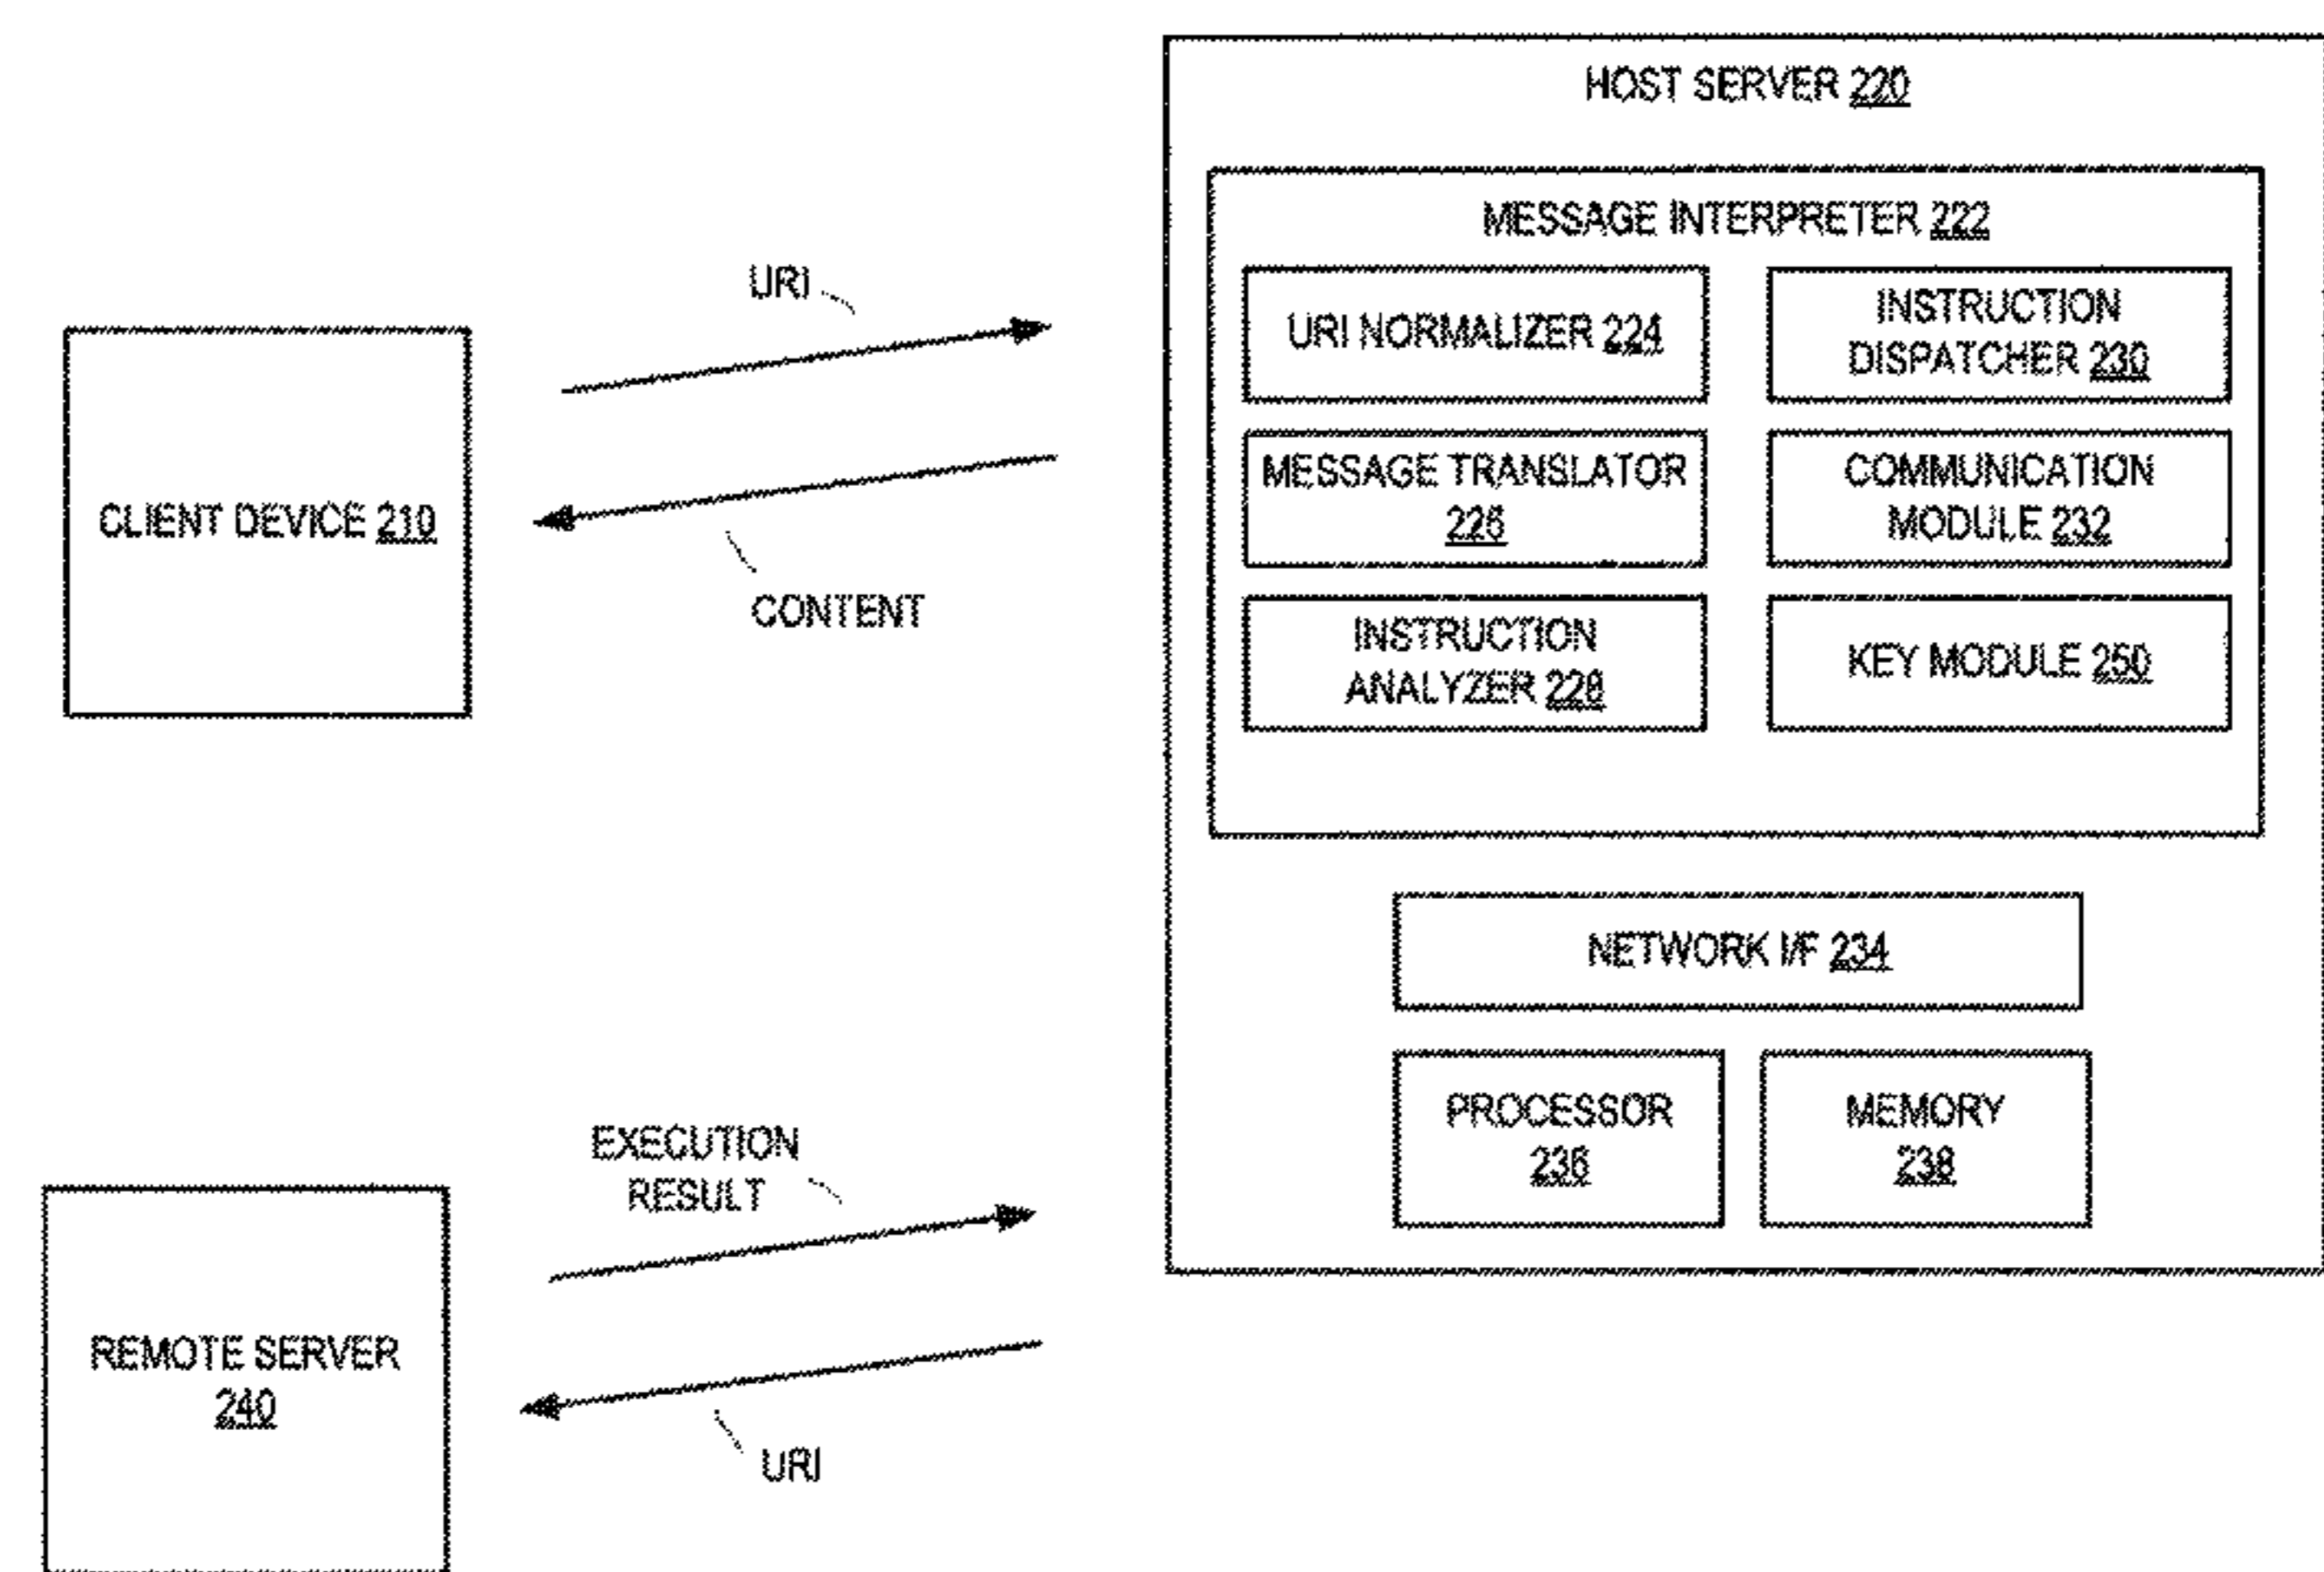 HOST SERVER 220
MESSAGE INTERPRETER 222
URI NORMALIZER 224
INSTRUCTION
DISPATCHER 230
MESSAGE TRANSLATOR
226
COMMUNICATION
MODULE 232
INSTRUCTION
ANALYZER 228
KEY MODULE 250
NETWORK I/F 234
PROCESSOR
236
MEMORY
238
URI
CLIENT DEVICE 210
CONTENT
EXECUTION
RESULT
REMOTE SERVER
240
URI